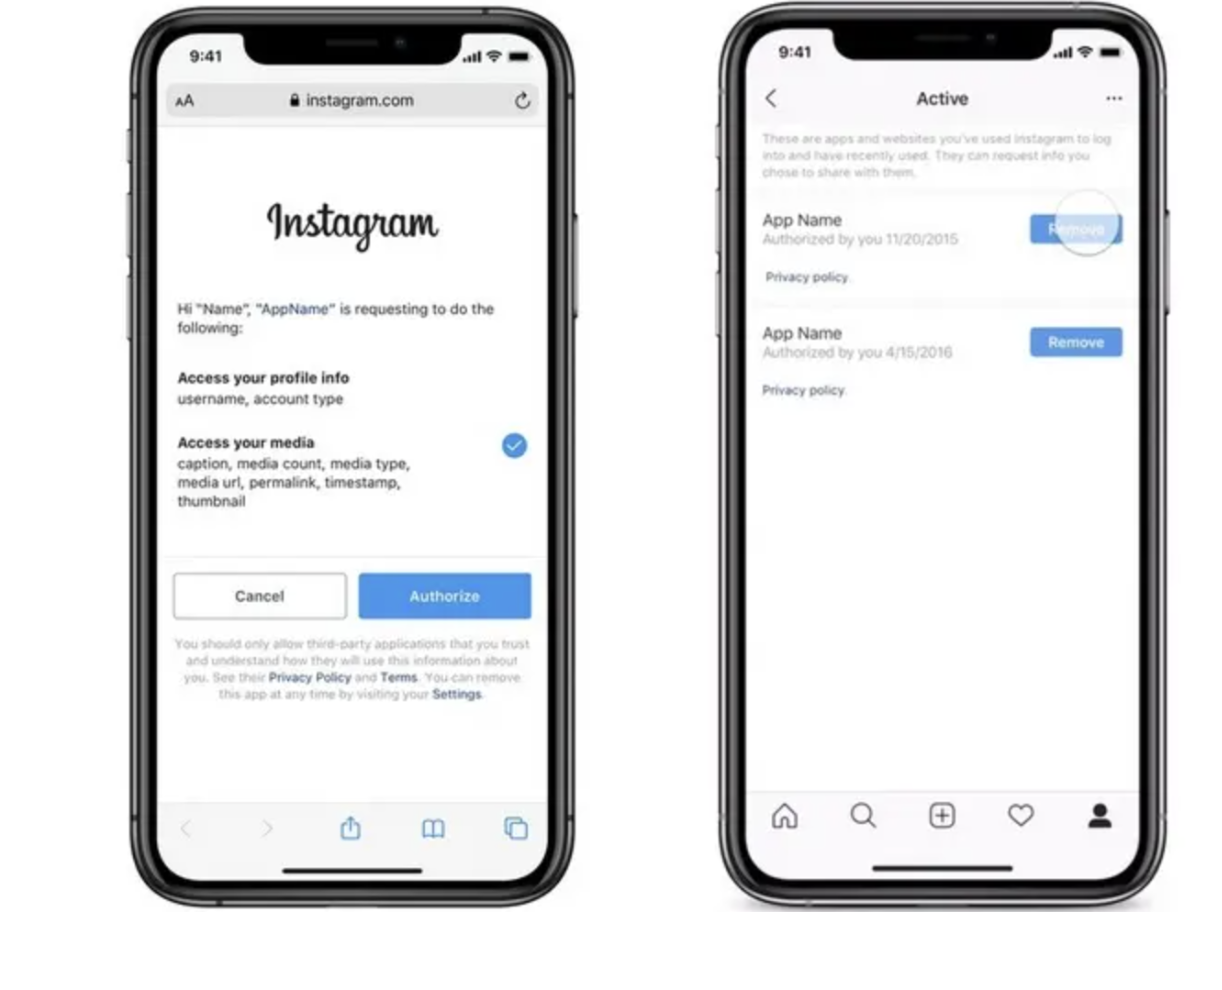 9:41
AA instagram.com
Instagram
Hi "Name", "AppName" is requesting to do the
following:
Access your profile info
username, account type
Access your media
caption, media count, media type,
media url, permalink, timestamp,
thumbnail
Cancel Authorize
You should only allow third-party applications that you trust
and understand how they will use this information about
you. See their Privacy Policy and Terms. You can remove
this app at any time by visiting your Settings.
9:41
Active
These are apps and websites you've used Instagram to log
into and have recently used. They can request info you
chose to share with them.
App Name
Remove
Authorized by you 11/20/2015
Privacy policy.
App Name
Remove
Authorized by you 4/15/2016
Privacy policy.